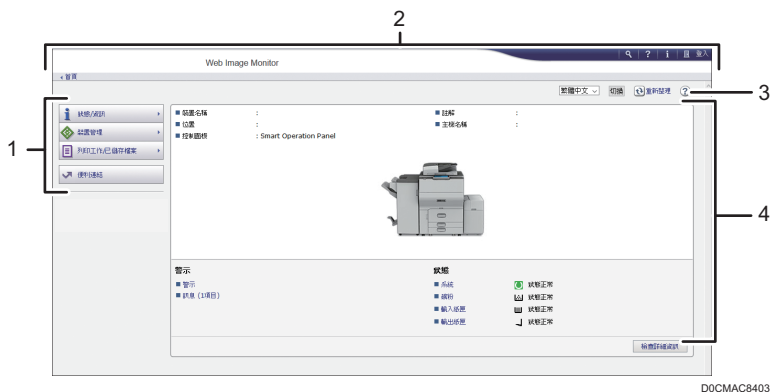 2
Web Image Monitor
登入
首頁
繁體中文 切換 重新整理 ? 3
1
狀態/資訊
裝置管理
列印工作/已儲存檔案
便利連結
裝置名稱 : 註解 :
位置 : 主機名稱 :
控制面板 : Smart Operation Panel
4
警示 狀態
警示 系統 狀態正常
訊息 (1項目) 碳粉 狀態正常
輸入紙匣 狀態正常
輸出紙匣 狀態正常
檢查詳細資訊
D0CMAC8403